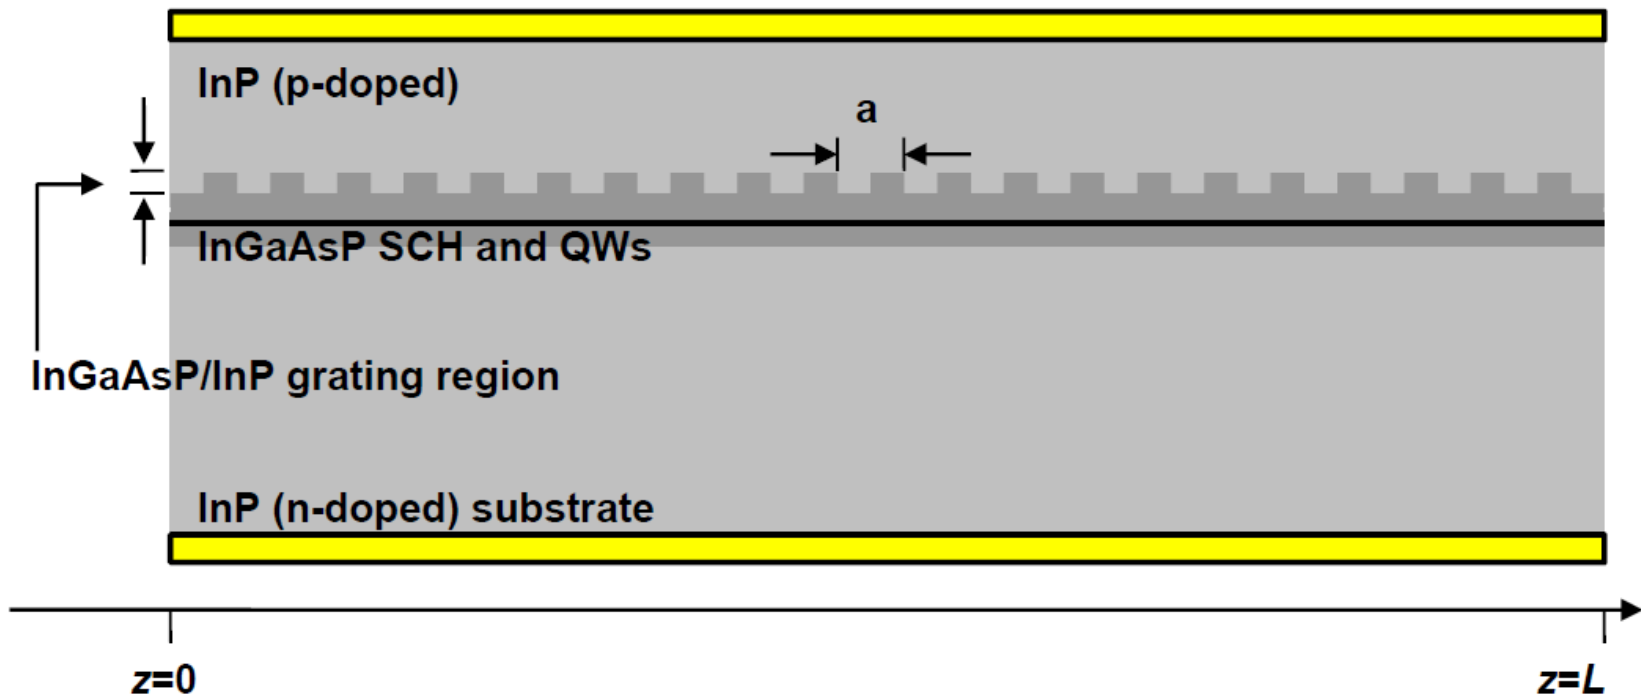 InP (p-doped)
a
InGaAsP SCH and QWs
InGaAsP/InP grating region
InP (n-doped) substrate
z=0
z=L